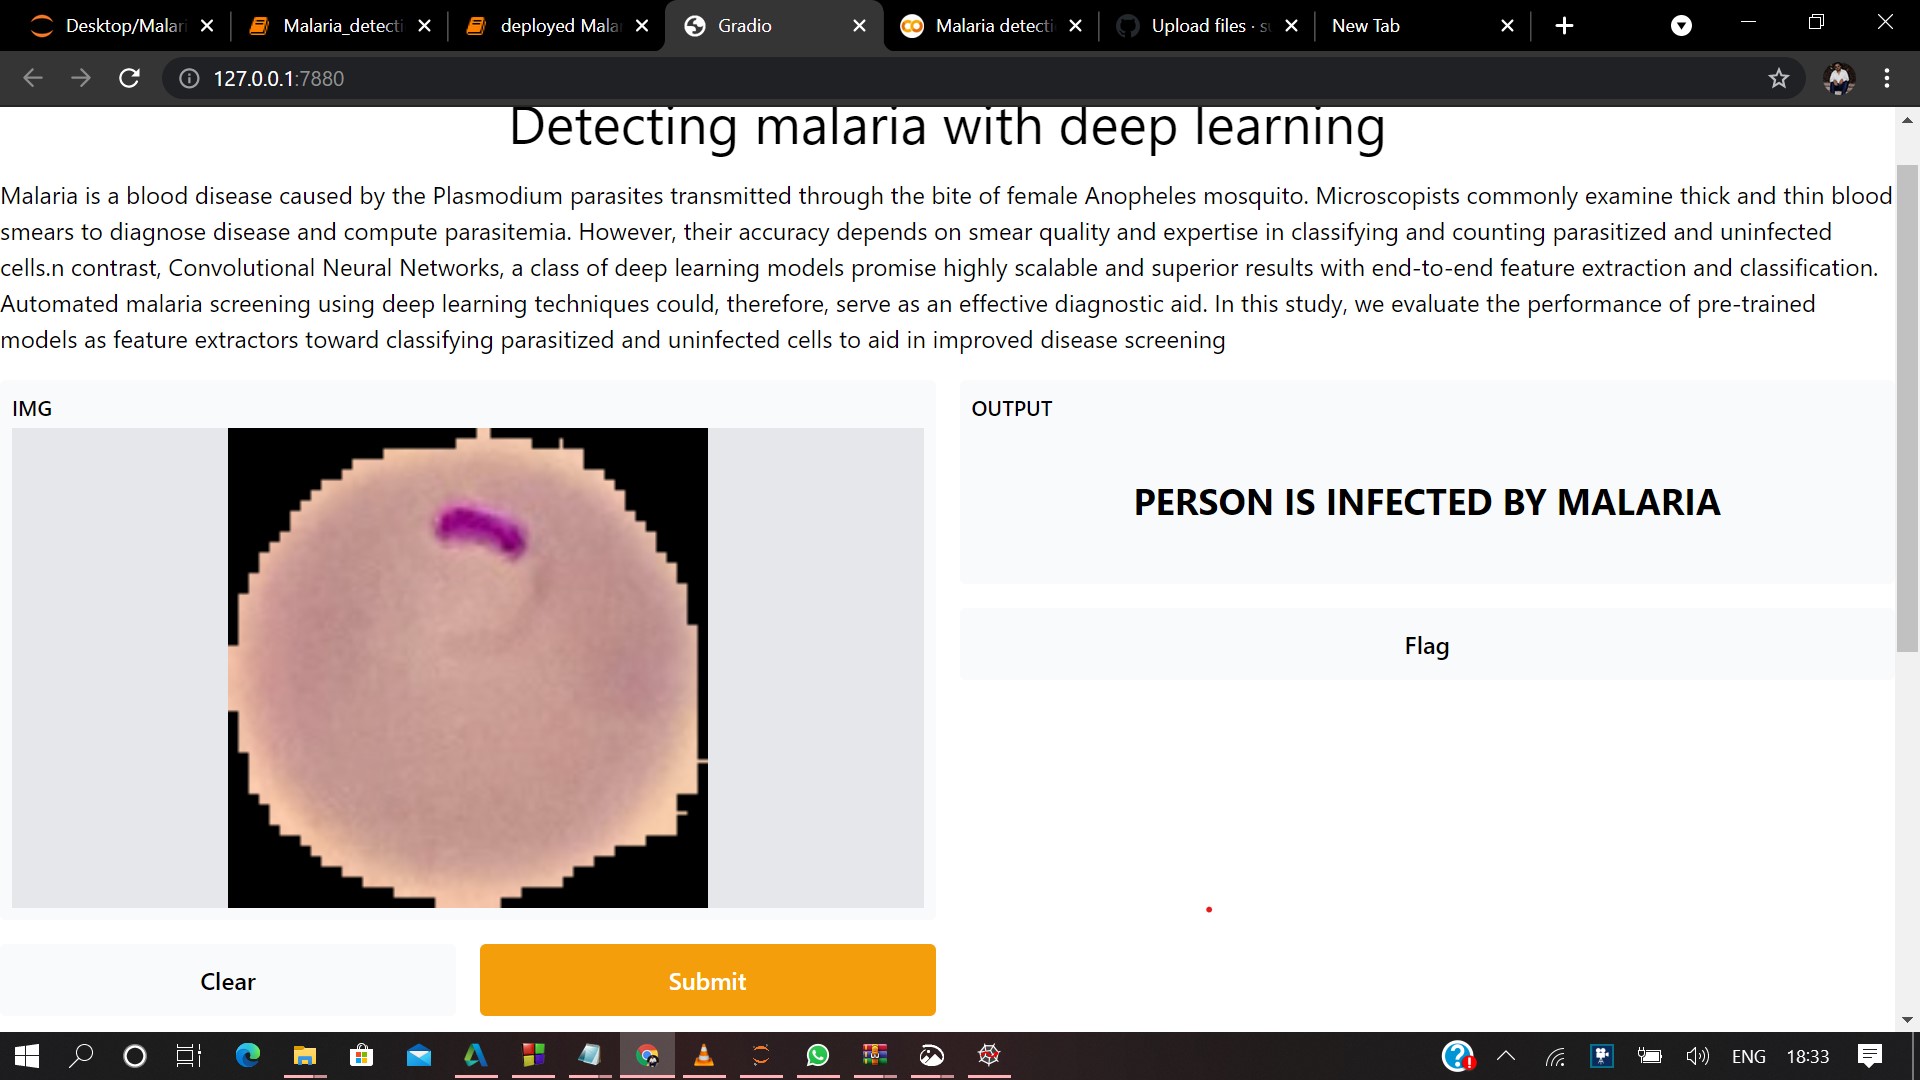 Desktop/Malari
Malaria_detecti
deployed Mala
Gradio
Malaria detecti
Upload files · s
New Tab
127.0.0.1:7880
Detecting malaria with deep learning
Malaria is a blood disease caused by the Plasmodium parasites transmitted through the bite of female Anopheles mosquito. Microscopists commonly examine thick and thin blood
smears to diagnose disease and compute parasitemia. However, their accuracy depends on smear quality and expertise in classifying and counting parasitized and uninfected
cells.n contrast, Convolutional Neural Networks, a class of deep learning models promise highly scalable and superior results with end-to-end feature extraction and classification.
Automated malaria screening using deep learning techniques could, therefore, serve as an effective diagnostic aid. In this study, we evaluate the performance of pre-trained
models as feature extractors toward classifying parasitized and uninfected cells to aid in improved disease screening
IMG
OUTPUT
PERSON IS INFECTED BY MALARIA
Flag
Clear
Submit
ENG
18:33